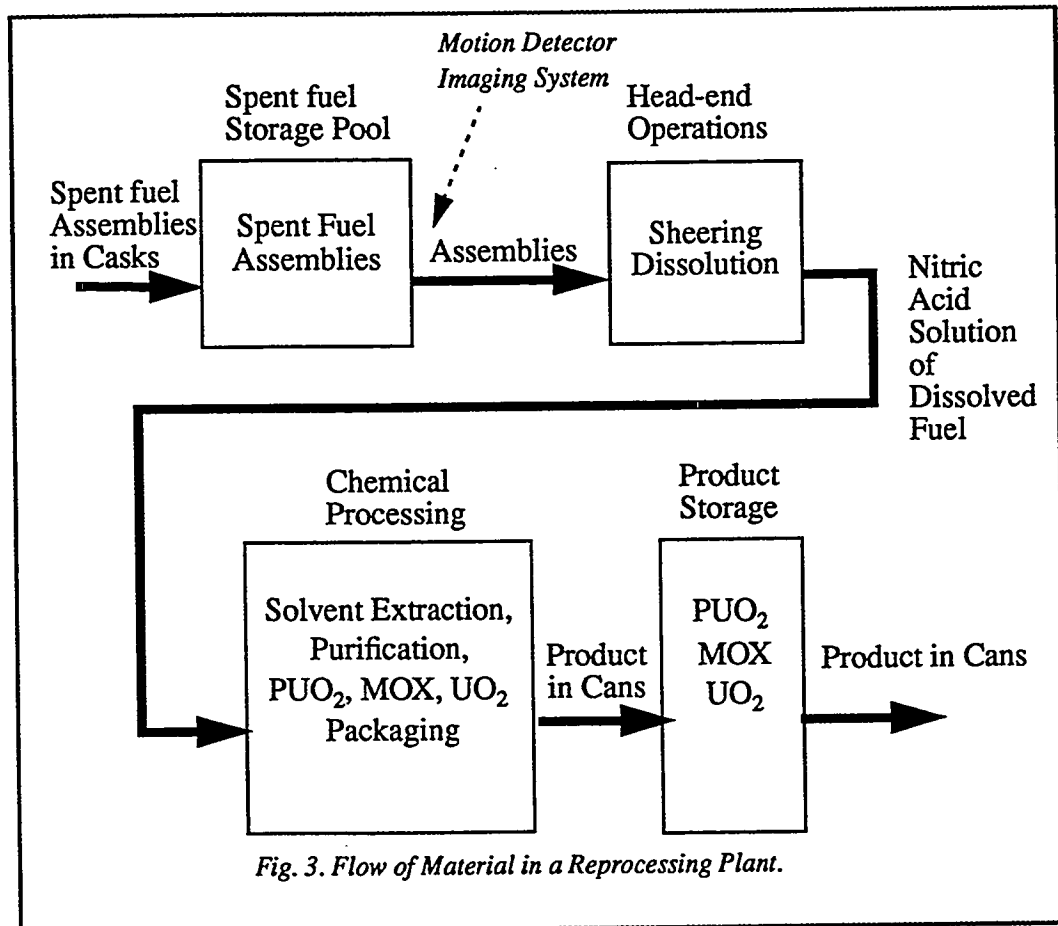 Motion Detector
Imaging System
Spent fuel
Storage Pool
Head-end
Operations
Spent fuel
Assemblies
in Casks
Spent Fuel
Assemblies
Assemblies
Sheering
Dissolution
Nitric
Acid
Solution
of
Dissolved
Fuel
Chemical
Processing
Product
Storage
Solvent Extraction,
Purification,
PUO₂, MOX, UO₂
Packaging
Product
in Cans
PUO₂
MOX
UO₂
Product in Cans
Fig. 3. Flow of Material in a Reprocessing Plant.